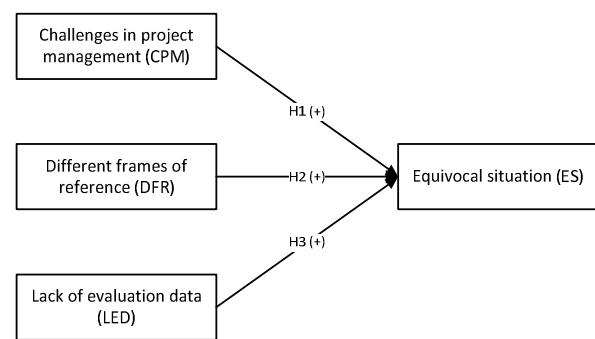 Challenges in project
management (CPM)
H1 (+)
Different frames of
reference (DFR)
H2 (+)
Equivocal situation (ES)
H3 (+)
Lack of evaluation data
(LED)